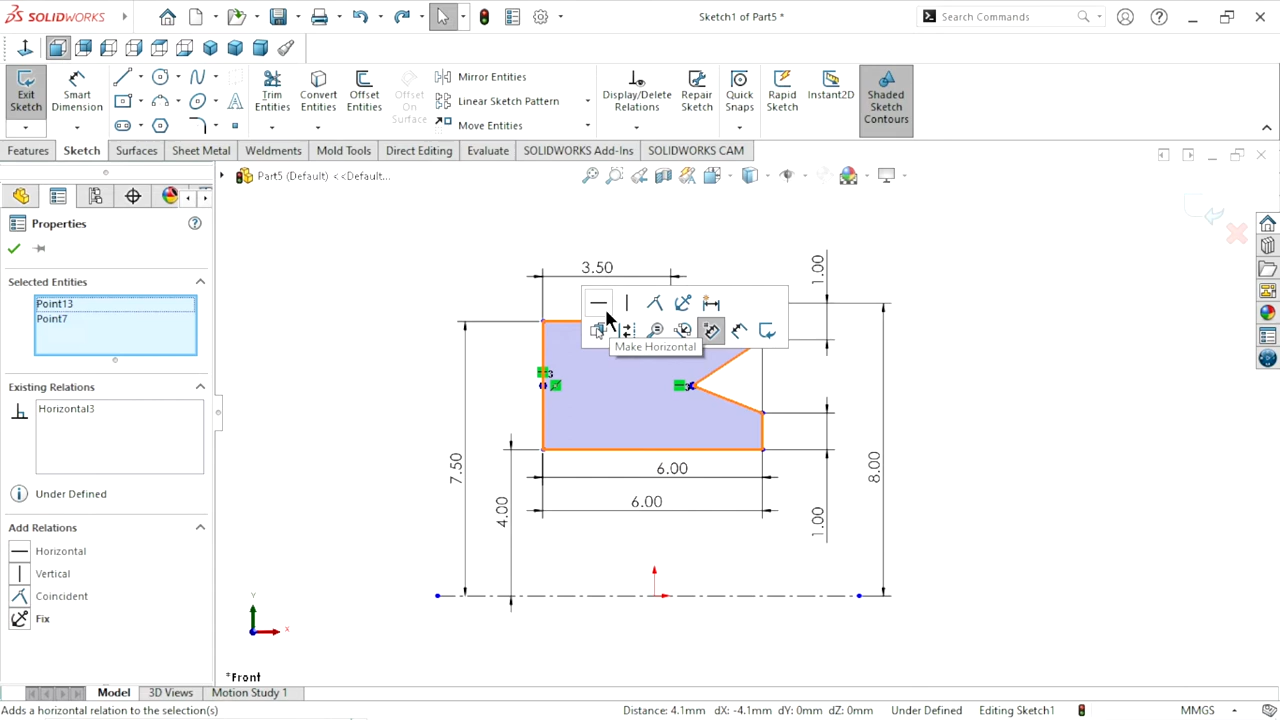 SOLIDWORKS
Sketch1 of Part5 *
Search Commands
Exit Sketch
Smart Dimension
Trim Entities
Convert Entities
Offset Entities
Offset On Surface
Mirror Entities
Linear Sketch Pattern
Move Entities
Display/Delete Relations
Repair Sketch
Quick Snaps
Rapid Sketch
Instant2D
Shaded Sketch Contours
Features
Sketch
Surfaces
Sheet Metal
Weldments
Mold Tools
Direct Editing
Evaluate
SOLIDWORKS Add-Ins
SOLIDWORKS CAM
Part5 (Default) <<Default...
Properties
Selected Entities
Point13
Point7
Existing Relations
Horizontal3
Under Defined
Add Relations
Horizontal
Vertical
Coincident
Fix
3.50
1.00
Make Horizontal
3
7.50
6.00
8.00
4.00
6.00
1.00
Y
X
*Front
Model
3D Views
Motion Study 1
Adds a horizontal relation to the selection(s)
Distance: 4.1mm dX: -4.1mm dY: 0mm dZ: 0mm
Under Defined
Editing Sketch1
MMGS